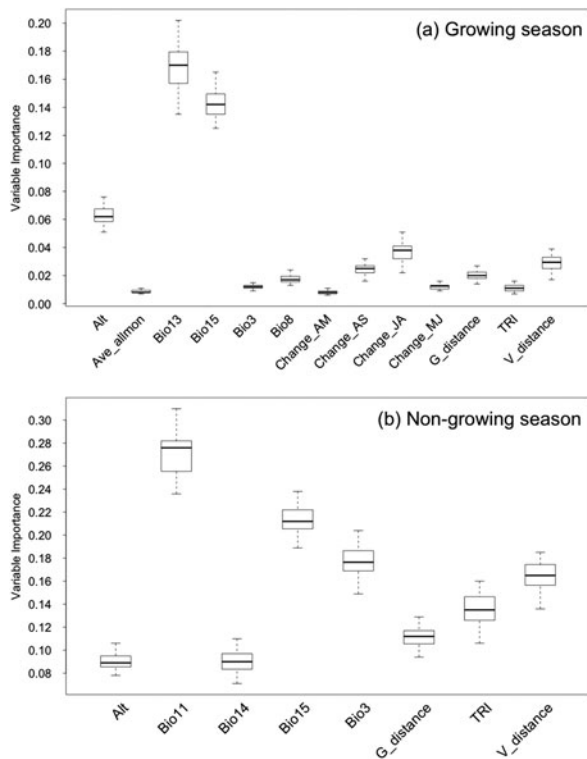 (a) Growing season
Variable Importance
0.20
0.18
0.16
0.14
0.12
0.10
0.08
0.06
0.04
0.02
0.00
Alt
Ave_allmon
Bio13
Bio15
Bio3
Bio8
Change_AM
Change_AS
Change_JA
Change_MJ
G_distance
TRI
V_distance
(b) Non-growing season
Variable Importance
0.30
0.28
0.26
0.24
0.22
0.20
0.18
0.16
0.14
0.12
0.10
0.08
Alt
Bio11
Bio14
Bio15
Bio3
G_distance
TRI
V_distance